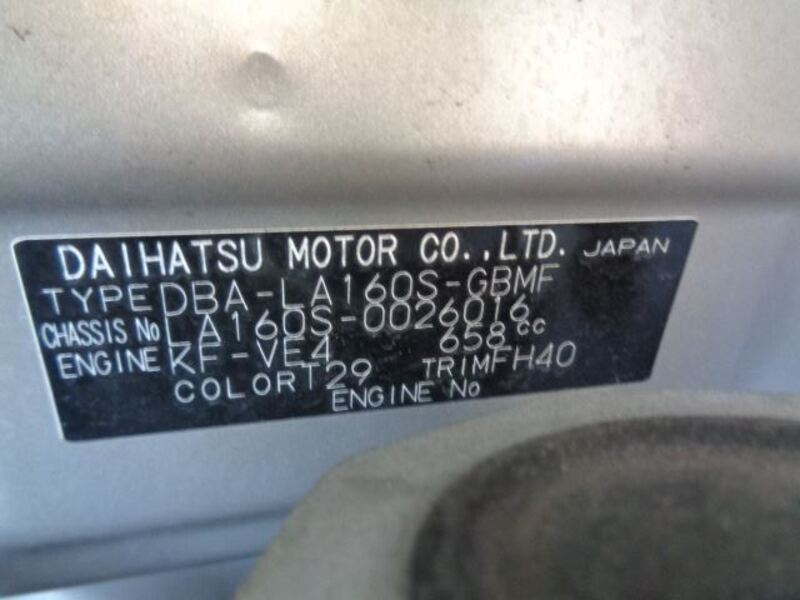 DAIHATSU MOTOR CO.,LTD. JAPAN
TYPE DBA-LA160S-GBMF
CHASSIS No LA160S-0026016
ENGINE KF-VE4 658cc
COLOR T29 TRIM FH40
ENGINE No